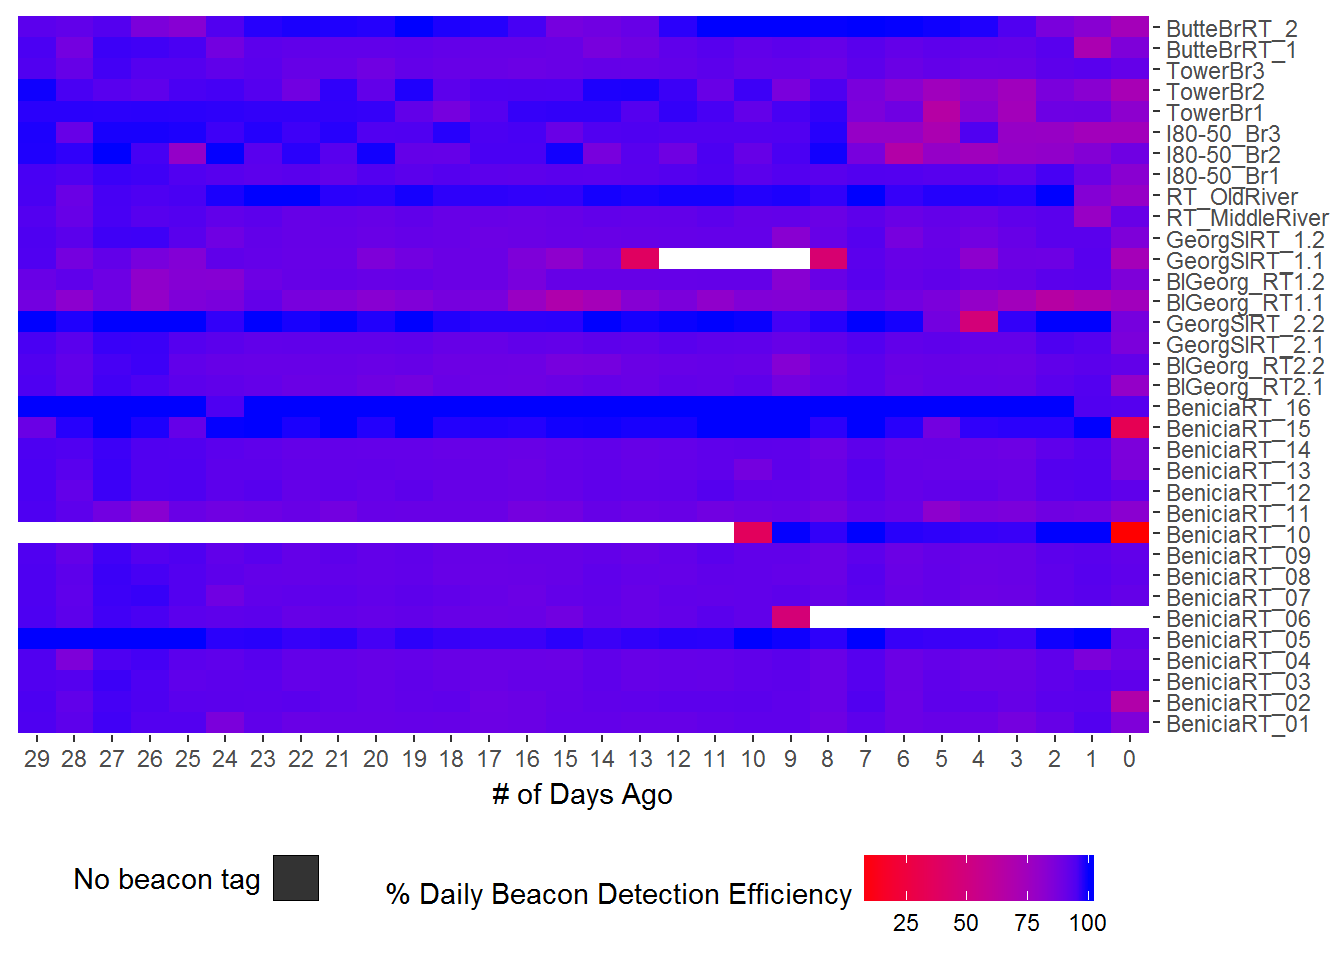 ButteBrRT_2
ButteBrRT_1
TowerBr3
TowerBr2
TowerBr1
I80-50_Br3
I80-50_Br2
I80-50_Br1
RT_OldRiver
RT_MiddleRiver
GeorgSlRT_1.2
GeorgSlRT_1.1
BlGeorg_RT1.2
BlGeorg_RT1.1
GeorgSlRT_2.2
GeorgSlRT_2.1
BlGeorg_RT2.2
BlGeorg_RT2.1
BeniciaRT_16
BeniciaRT_15
BeniciaRT_14
BeniciaRT_13
BeniciaRT_12
BeniciaRT_11
BeniciaRT_10
BeniciaRT_09
BeniciaRT_08
BeniciaRT_07
BeniciaRT_06
BeniciaRT_05
BeniciaRT_04
BeniciaRT_03
BeniciaRT_02
BeniciaRT_01
29 28 27 26 25 24 23 22 21 20 19 18 17 16 15 14 13 12 11 10 9 8 7 6 5 4 3 2 1 0
# of Days Ago
No beacon tag
% Daily Beacon Detection Efficiency
25 50 75 100